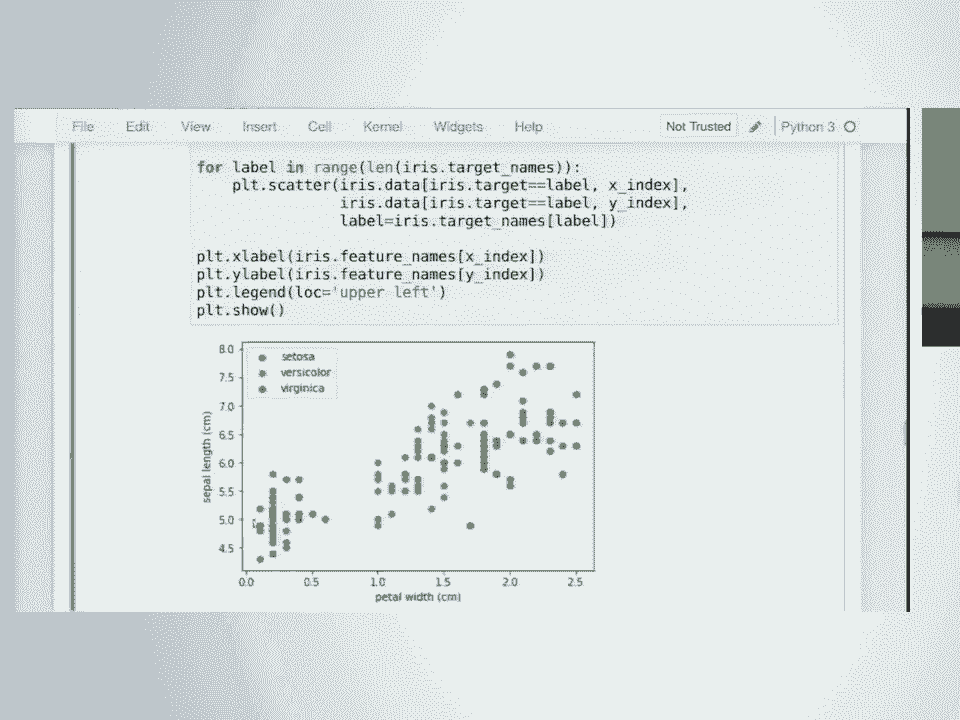 File Edit View Insert Cell Kernel Widgets Help Not Trusted Python 3
for label in range(len(iris.target_names)):
    plt.scatter(iris.data[iris.target==label, x_index],
                iris.data[iris.target==label, y_index],
                label=iris.target_names[label])
plt.xlabel(iris.feature_names[x_index])
plt.ylabel(iris.feature_names[y_index])
plt.legend(loc='upper left')
plt.show()
setosa
versicolor
virginica
8.0
7.5
7.0
6.5
6.0
5.5
5.0
4.5
sepal length (cm)
0.0 0.5 1.0 1.5 2.0 2.5
petal width (cm)